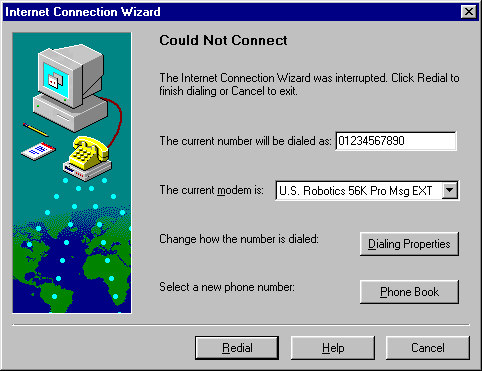 Internet Connection Wizard
Could Not Connect
The Internet Connection Wizard was interrupted. Click Redial to
finish dialing or Cancel to exit.
The current number will be dialed as: 01234567890
The current modem is: U.S. Robotics 56K Pro Msg EXT
Change how the number is dialed: Dialing Properties
Select a new phone number: Phone Book
Redial Help Cancel